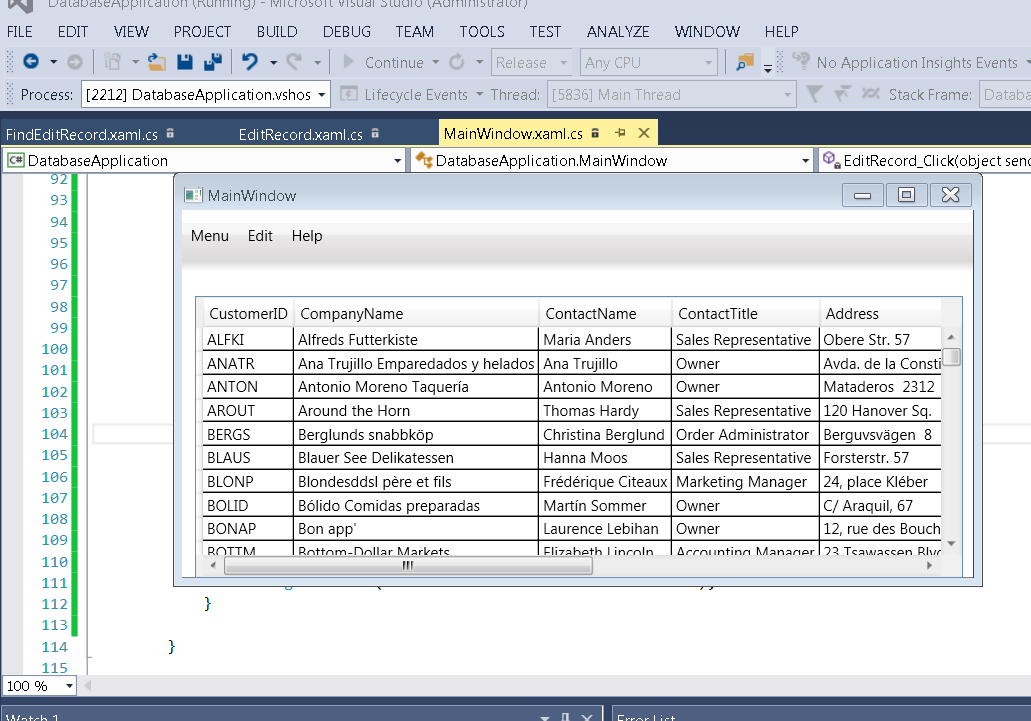 DatabaseApplication (Running) - Microsoft Visual Studio (Administrator)
FILE EDIT VIEW PROJECT BUILD DEBUG TEAM TOOLS TEST ANALYZE WINDOW HELP
Continue Release Any CPU No Application Insights Events
Process: [2212] DatabaseApplication.vshos Lifecycle Events Thread: [5836] Main Thread Stack Frame: Databa
FindEditRecord.xaml.cs EditRecord.xaml.cs MainWindow.xaml.cs
C# DatabaseApplication DatabaseApplication.MainWindow EditRecord_Click(object send
92
93
94
95
96
97
98
99
100
101
102
103
104
105
106
107
108
109
110
111
112 }
113
114 }
115
MainWindow
Menu Edit Help
CustomerID CompanyName ContactName ContactTitle Address
ALFKI Alfreds Futterkiste Maria Anders Sales Representative Obere Str. 57
ANATR Ana Trujillo Emparedados y helados Ana Trujillo Owner Avda. de la Consti
ANTON Antonio Moreno Taquería Antonio Moreno Owner Mataderos 2312
AROUT Around the Horn Thomas Hardy Sales Representative 120 Hanover Sq.
BERGS Berglunds snabbköp Christina Berglund Order Administrator Berguvsvägen 8
BLAUS Blauer See Delikatessen Hanna Moos Sales Representative Forsterstr. 57
BLONP Blondesddsl père et fils Frédérique Citeaux Marketing Manager 24, place Kléber
BOLID Bólido Comidas preparadas Martín Sommer Owner C/ Araquil, 67
BONAP Bon app' Laurence Lebihan Owner 12, rue des Bouch
BOTTM Bottom-Dollar Markets Elizabeth Lincoln Accounting Manager 23 Tsawassen Blvd
100 %
Watch 1 Error List